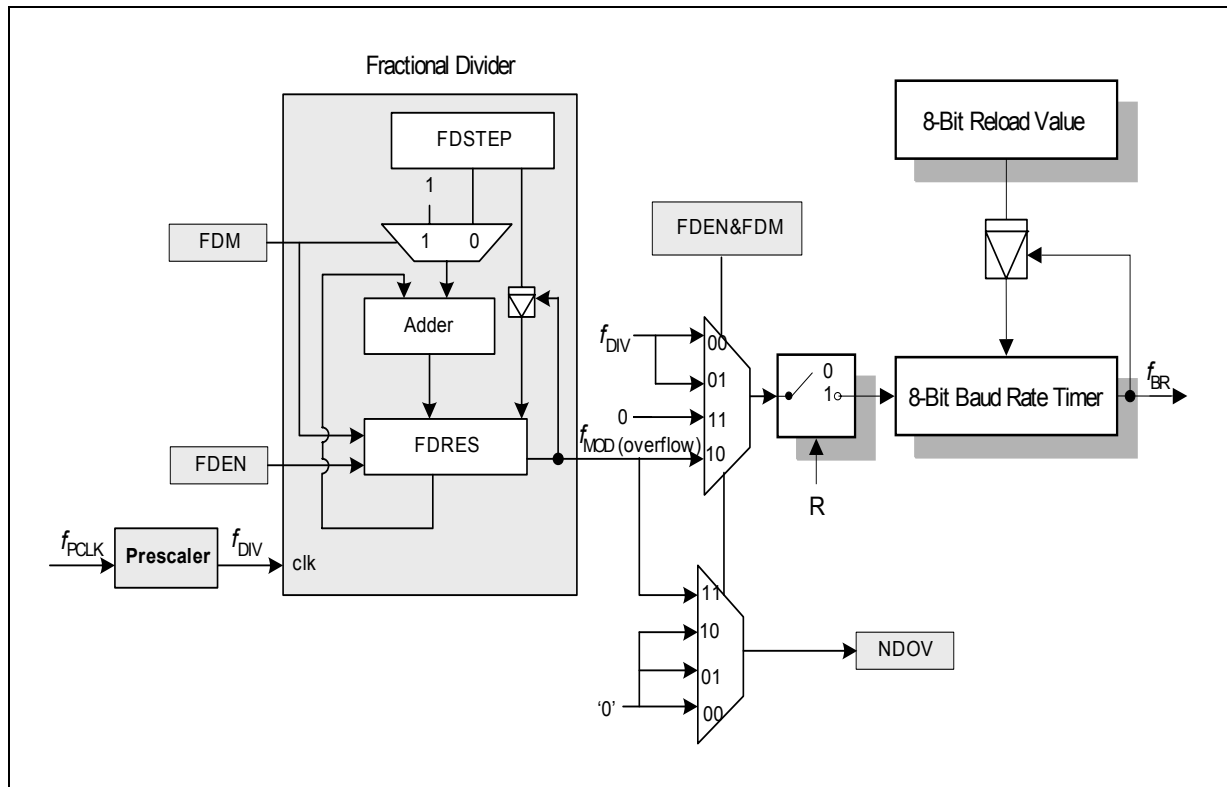 Fractional Divider
FDSTEP
8-Bit Reload Value
1
FDM
1 0
FDEN&FDM
Adder
fDIV
00
01
0
11
10
0
1
8-Bit Baud Rate Timer
fBR
FDRES
fMOD (overflow)
FDEN
R
fPCLK
Prescaler
fDIV
clk
11
10
01
00
‘0’
NDOV